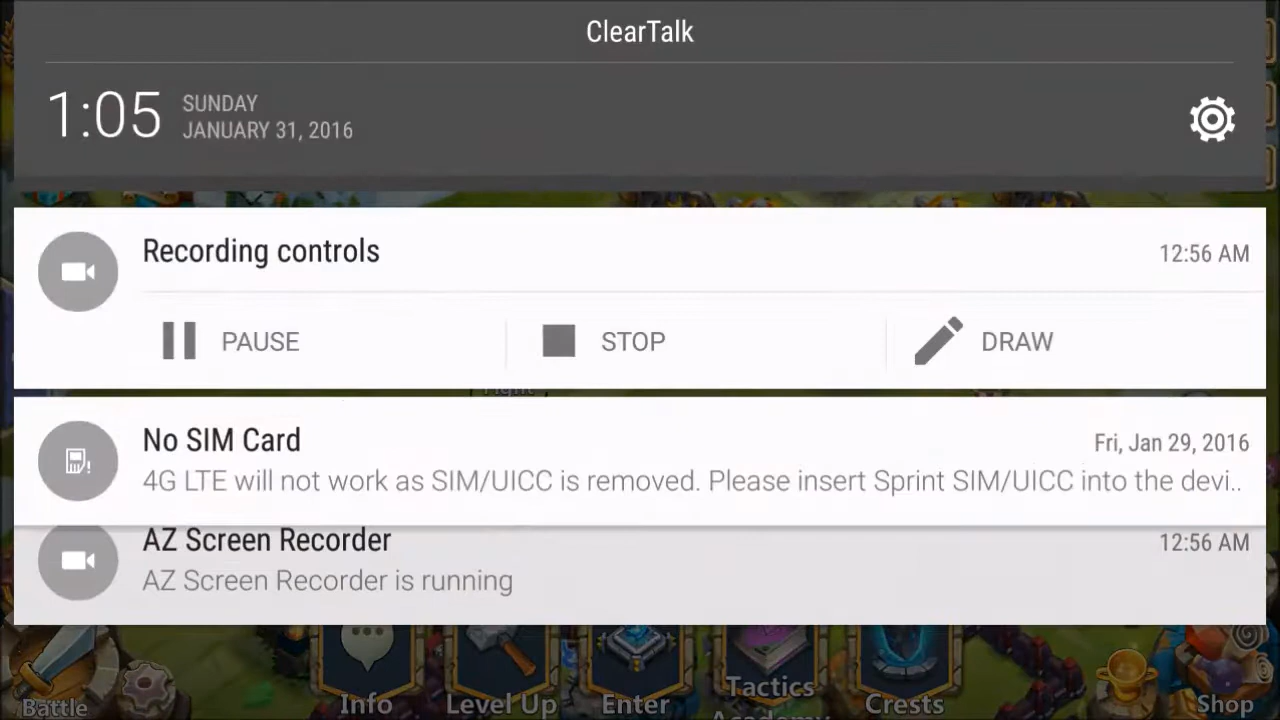 ClearTalk
1:05
SUNDAY
JANUARY 31, 2016
Recording controls
12:56 AM
PAUSE
STOP
DRAW
Fight
No SIM Card
Fri, Jan 29, 2016
4G LTE will not work as SIM/UICC is removed. Please insert Sprint SIM/UICC into the devi..
AZ Screen Recorder
12:56 AM
AZ Screen Recorder is running
Battle
Info
Level Up
Enter
Tactics
Academy
Crests
Shop